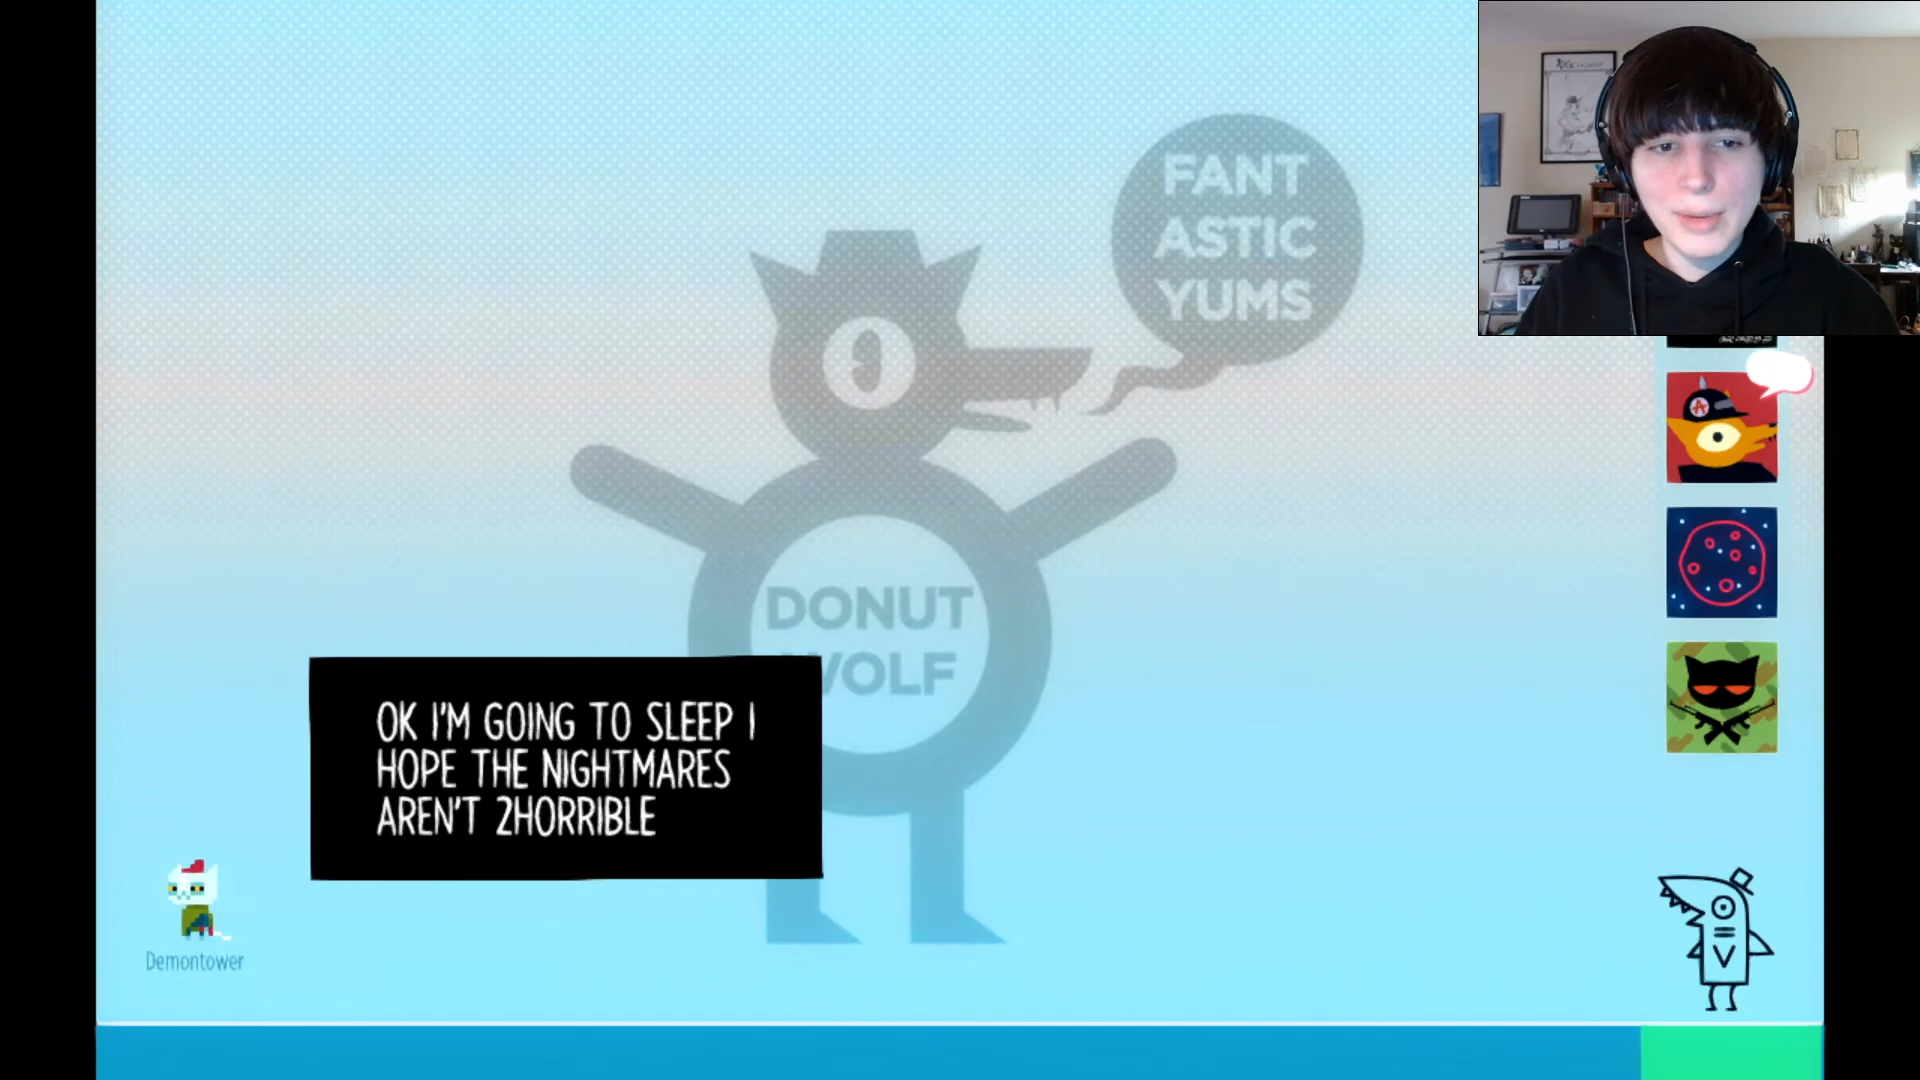 FANT
ASTIC
YUMS
DONUT
WOLF
OK I'M GOING TO SLEEP I
HOPE THE NIGHTMARES
AREN'T 2HORRIBLE
Demontower
A